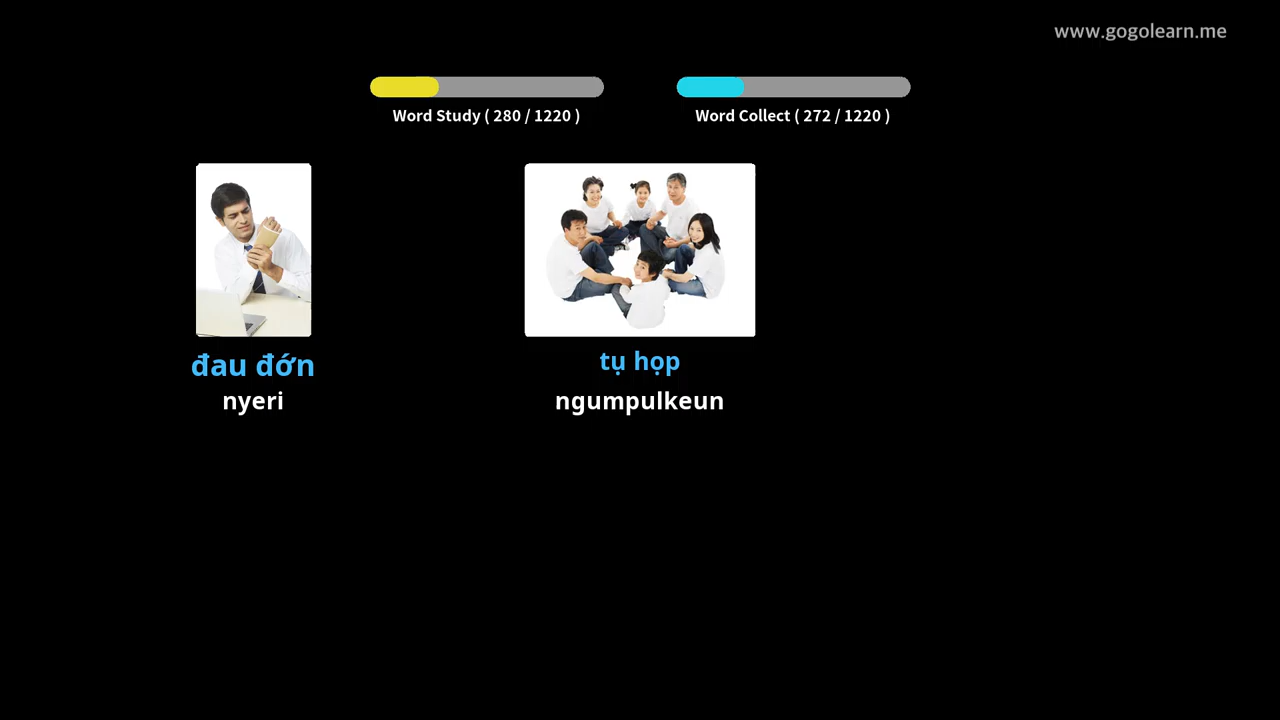 www.gogolearn.me
Word Study ( 280 / 1220 )
Word Collect ( 272 / 1220 )
đau đớn
nyeri
tụ họp
ngumpulkeun